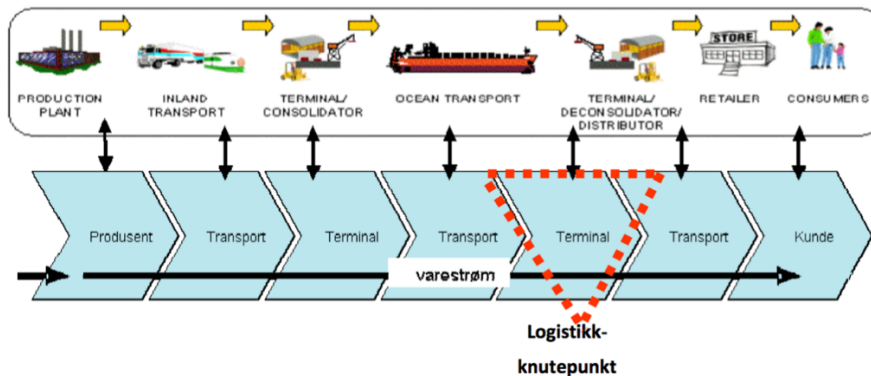 STORE
PRODUCTION
PLANT
INLAND
TRANSPORT
TERMINAL/
CONSOLIDATOR
OCEAN TRANSPORT
TERMINAL/
DECONSOLIDATOR/
DISTRIBUTOR
RETAILER
CONSUMERS
Produsent
Transport
Terminal
Transport
Terminal
Transport
Kunde
varestrøm
Logistikk-
knutepunkt